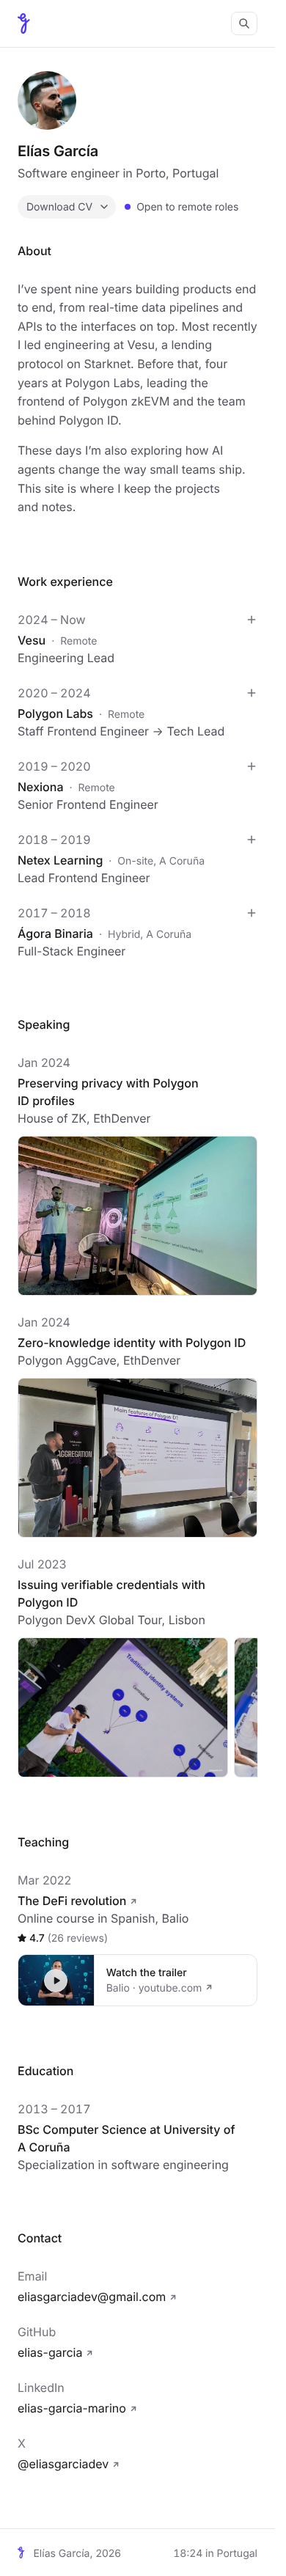 Elías García
Software engineer in Porto, Portugal
Download CV
Open to remote roles
About
I’ve spent nine years building products end
to end, from real-time data pipelines and
APIs to the interfaces on top. Most recently
I led engineering at Vesu, a lending
protocol on Starknet. Before that, four
years at Polygon Labs, leading the
frontend of Polygon zkEVM and the team
behind Polygon ID.
These days I’m also exploring how AI
agents change the way small teams ship.
This site is where I keep the projects
and notes.
Work experience
2024 – Now
Vesu · Remote
Engineering Lead
2020 – 2024
Polygon Labs · Remote
Staff Frontend Engineer → Tech Lead
2019 – 2020
Nexiona · Remote
Senior Frontend Engineer
2018 – 2019
Netex Learning · On-site, A Coruña
Lead Frontend Engineer
2017 – 2018
Ágora Binaria · Hybrid, A Coruña
Full-Stack Engineer
Speaking
Jan 2024
Preserving privacy with Polygon
ID profiles
House of ZK, EthDenver
Jan 2024
Zero-knowledge identity with Polygon ID
Polygon AggCave, EthDenver
Main features of Polygon ID
AGGREGATION
Jul 2023
Issuing verifiable credentials with
Polygon ID
Polygon DevX Global Tour, Lisbon
Traditional identity systems
Teaching
Mar 2022
The DeFi revolution ↗
Online course in Spanish, Balio
★ 4.7 (26 reviews)
Watch the trailer
Balio · youtube.com ↗
Education
2013 – 2017
BSc Computer Science at University of
A Coruña
Specialization in software engineering
Contact
Email
eliasgarciadev@gmail.com ↗
GitHub
elias-garcia ↗
LinkedIn
elias-garcia-marino ↗
X
@eliasgarciadev ↗
Elías García, 2026
18:24 in Portugal